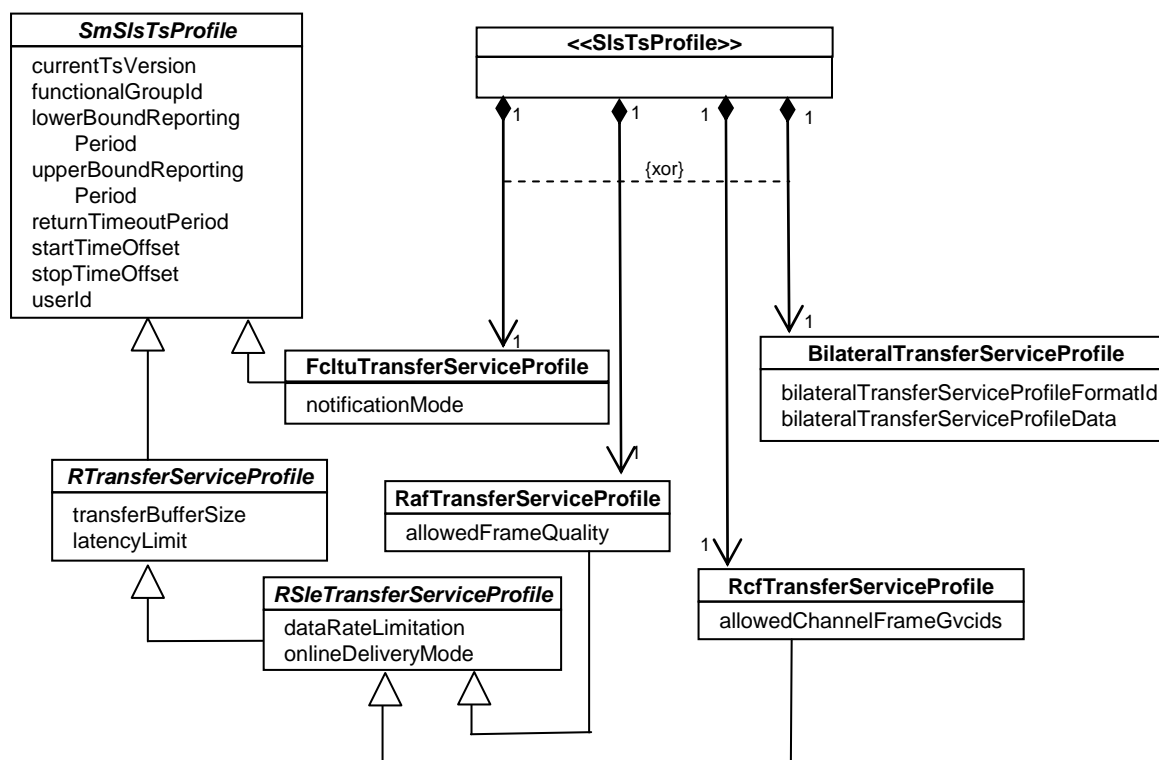 SmSlsTsProfile
currentTsVersion
functionalGroupId
lowerBoundReporting
Period
upperBoundReporting
Period
returnTimeoutPeriod
startTimeOffset
stopTimeOffset
userId
<<SlsTsProfile>>
1
1
1
1
{xor}
1
1
FcltuTransferServiceProfile
notificationMode
BilateralTransferServiceProfile
bilateralTransferServiceProfileFormatId
bilateralTransferServiceProfileData
1
RTransferServiceProfile
transferBufferSize
latencyLimit
RafTransferServiceProfile
allowedFrameQuality
1
RSleTransferServiceProfile
dataRateLimitation
onlineDeliveryMode
RcfTransferServiceProfile
allowedChannelFrameGvcids